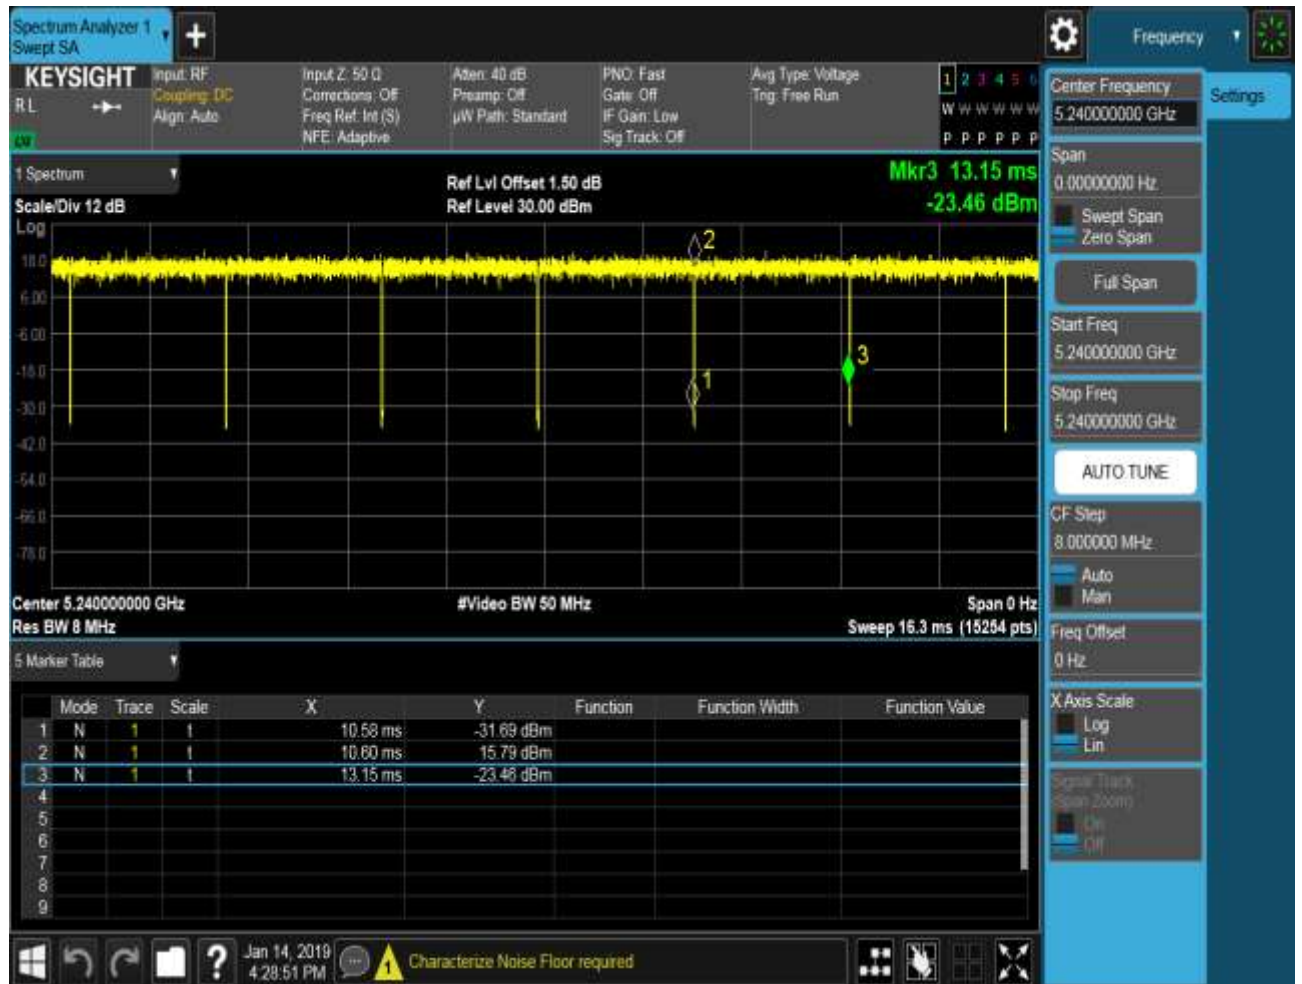 Spectrum Analyzer 1
Swept SA
+
Frequency
KEYSIGHT
R L
Input: RF
Coupling: DC
Align: Auto
Input Z: 50 Ω
Corrections: Off
Freq Ref: Int (S)
NFE: Adaptive
Atten: 40 dB
Preamp: Off
µW Path: Standard
PNO: Fast
Gate: Off
IF Gain: Low
Sig Track: Off
Avg Type: Voltage
Trig: Free Run
1 2 3 4 5 6
W W W W W W
P P P P P P
1 Spectrum
Scale/Div 12 dB
Log
Ref Lvl Offset 1.50 dB
Ref Level 30.00 dBm
Mkr3 13.15 ms
-23.46 dBm
18.0
6.00
-6.00
-18.0
-30.0
-42.0
-54.0
-66.0
-78.0
2
1
3
Center 5.240000000 GHz
Res BW 8 MHz
#Video BW 50 MHz
Span 0 Hz
Sweep 16.3 ms (15254 pts)
5 Marker Table
Mode Trace Scale X Y Function Function Width Function Value
1 N 1 t 10.58 ms -31.69 dBm
2 N 1 t 10.60 ms 15.79 dBm
3 N 1 t 13.15 ms -23.46 dBm
4
5
6
7
8
9
Jan 14, 2019
4:28:51 PM
?
1
Characterize Noise Floor required
Center Frequency
5.240000000 GHz
Settings
Span
0.00000000 Hz
Swept Span
Zero Span
Full Span
Start Freq
5.240000000 GHz
Stop Freq
5.240000000 GHz
AUTO TUNE
CF Step
8.000000 MHz
Auto
Man
Freq Offset
0 Hz
X Axis Scale
Log
Lin
Signal Track
(Span Zoom)
On
Off